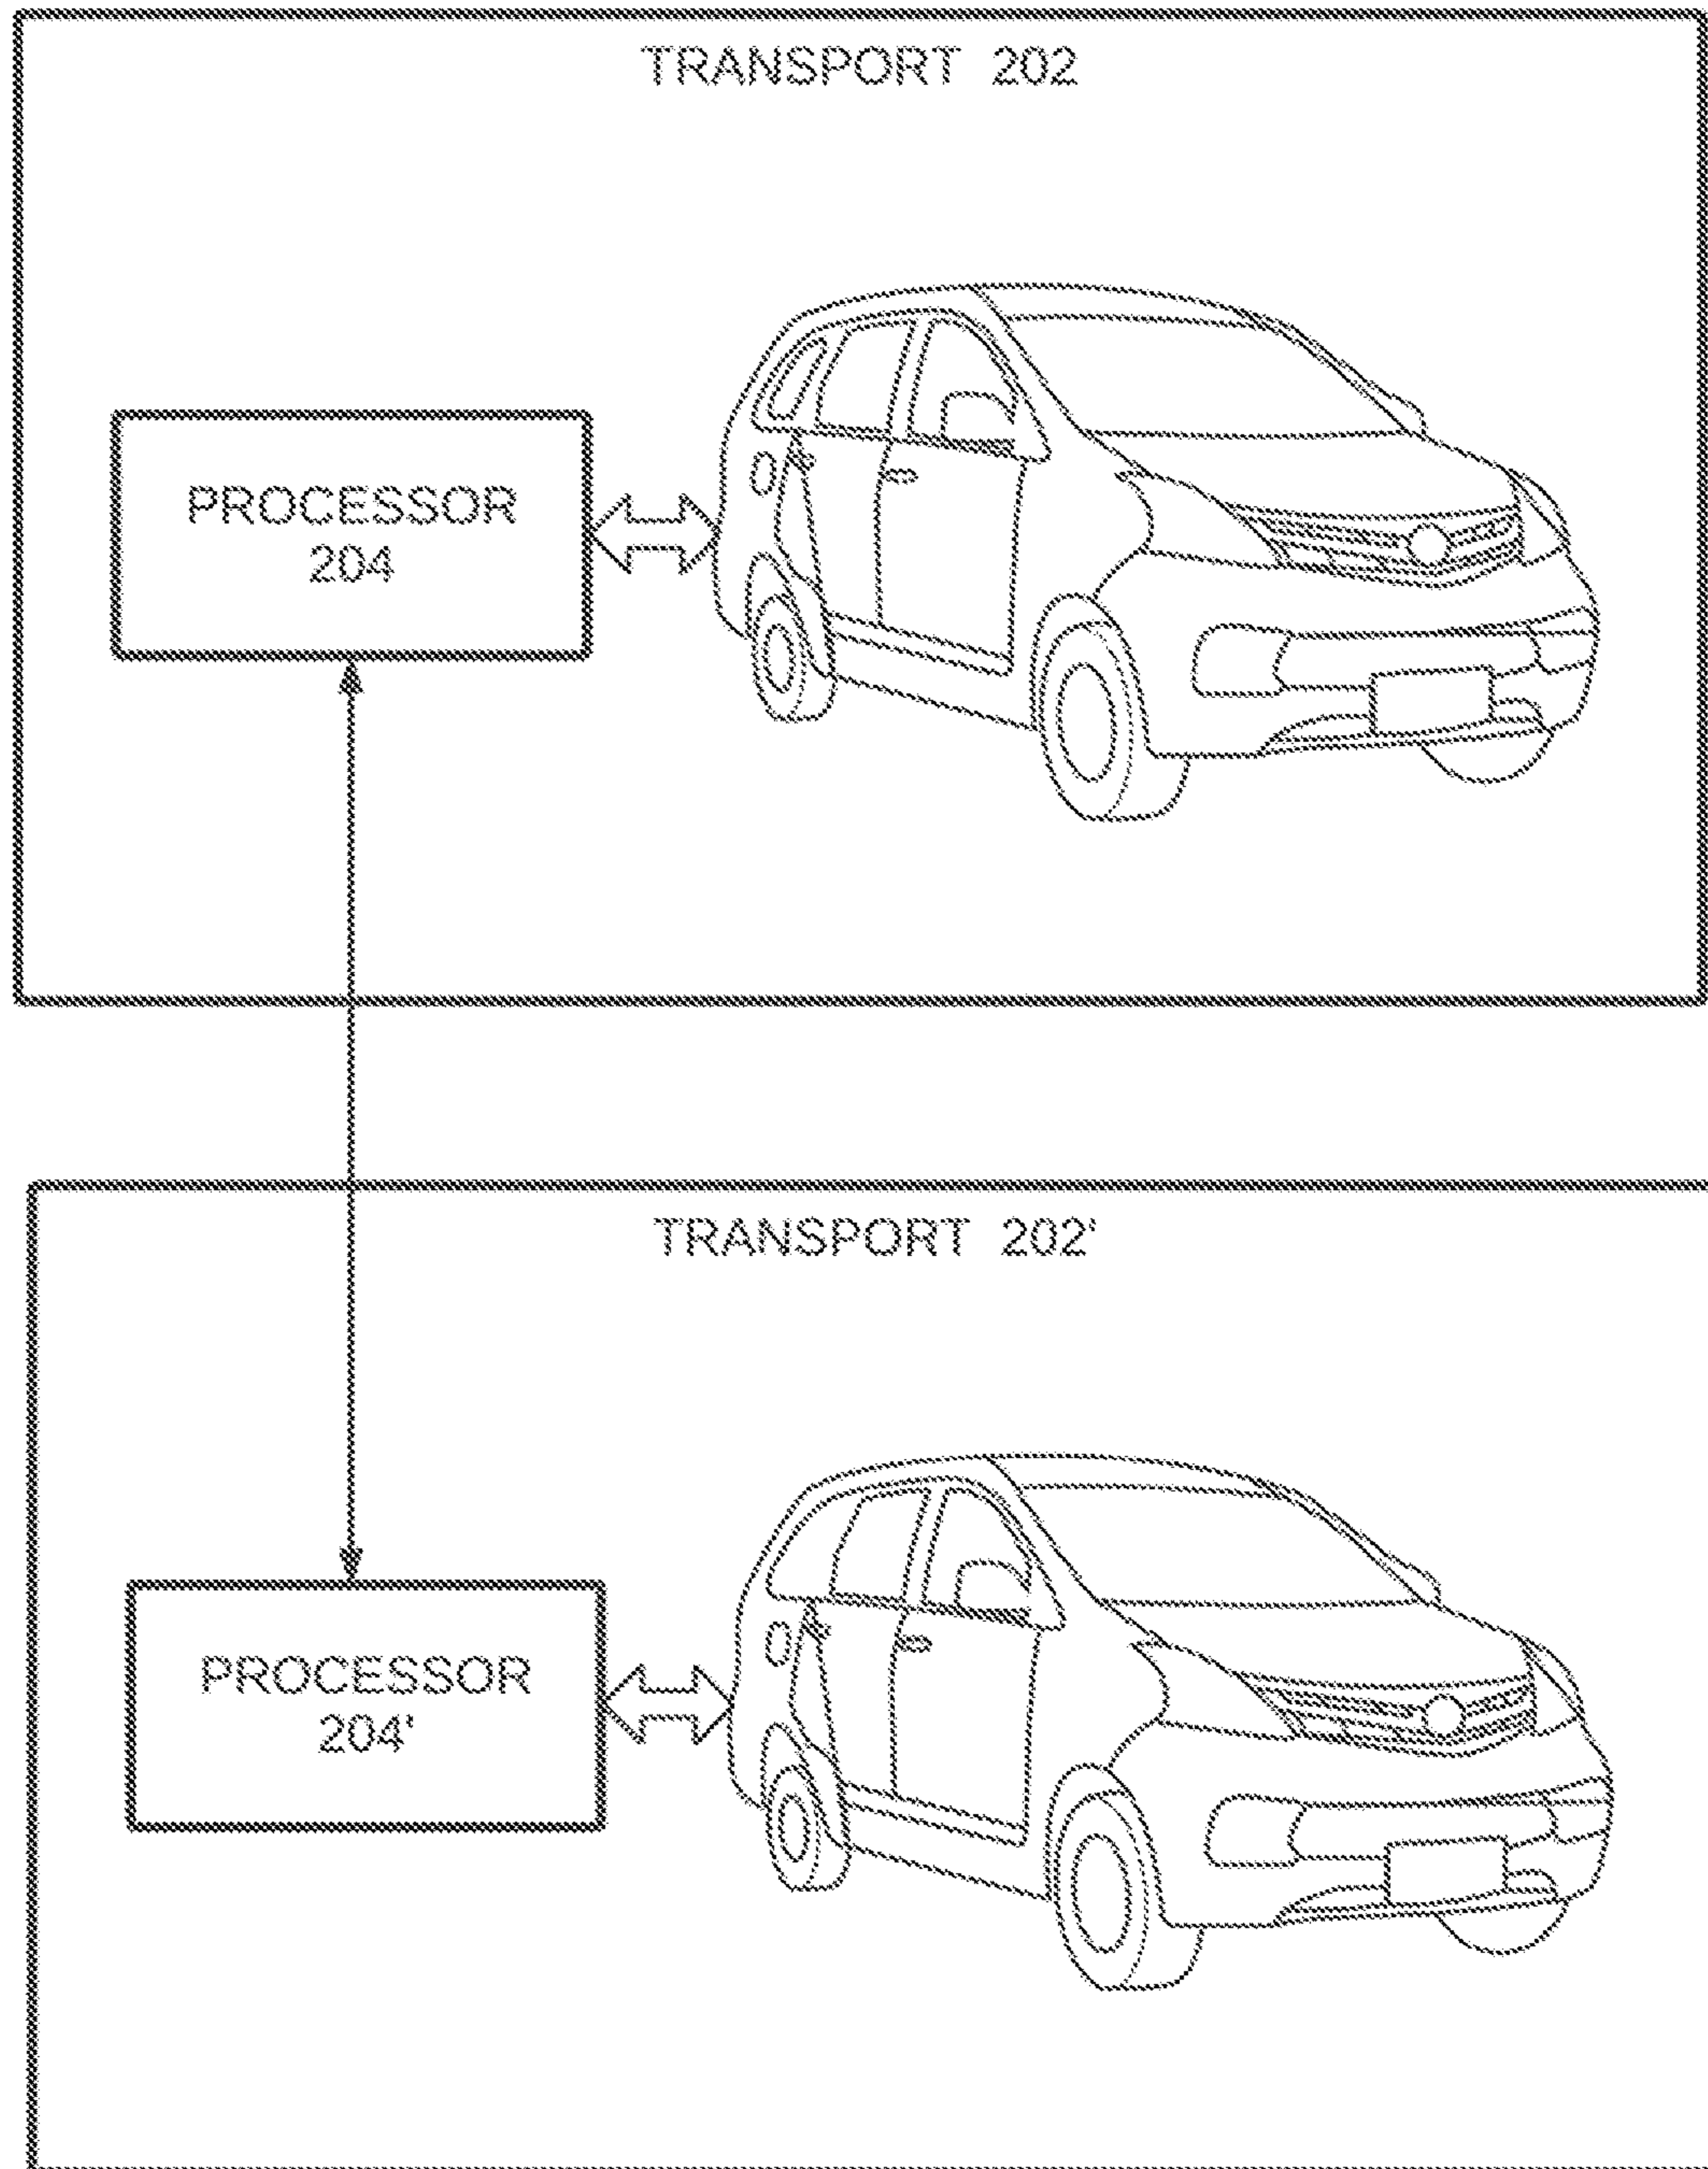 TRANSPORT 202
PROCESSOR
204
TRANSPORT 202'
PROCESSOR
204'